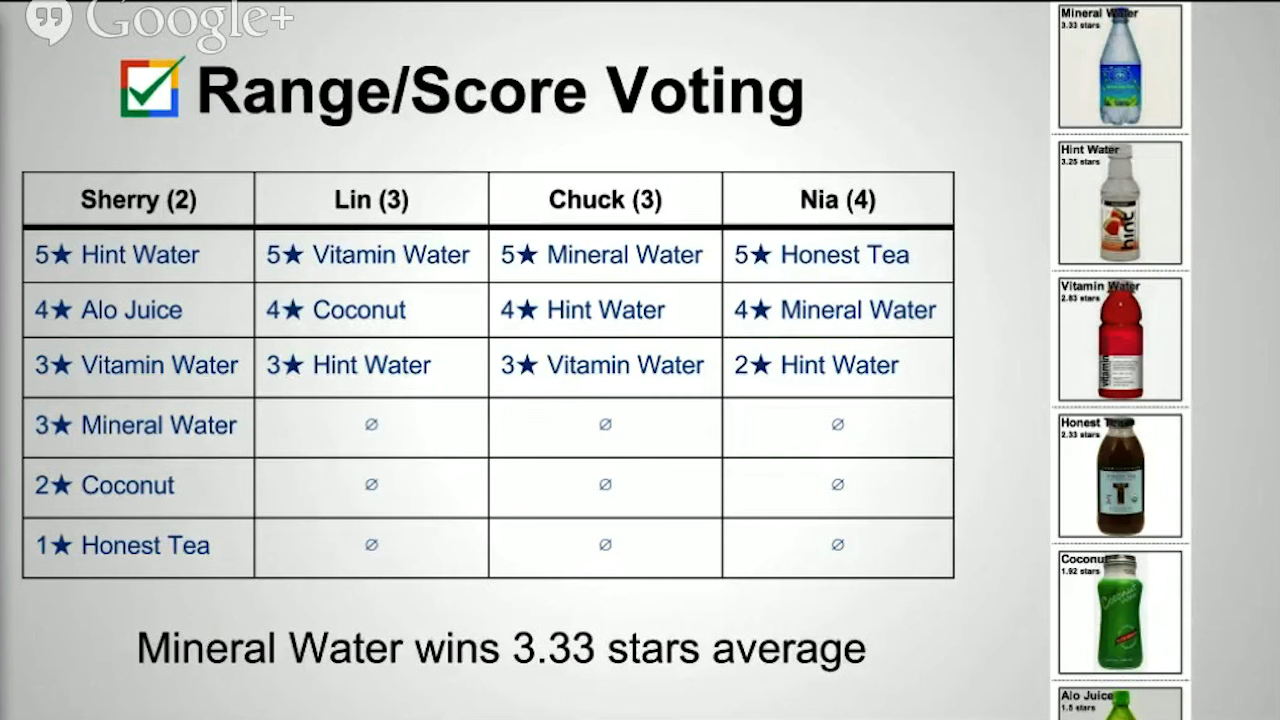 Google+
Range/Score Voting
Sherry (2) Lin (3) Chuck (3) Nia (4)
5★ Hint Water 5★ Vitamin Water 5★ Mineral Water 5★ Honest Tea
4★ Alo Juice 4★ Coconut 4★ Hint Water 4★ Mineral Water
3★ Vitamin Water 3★ Hint Water 3★ Vitamin Water 2★ Hint Water
3★ Mineral Water ∅ ∅ ∅
2★ Coconut ∅ ∅ ∅
1★ Honest Tea ∅ ∅ ∅
Mineral Water wins 3.33 stars average
Mineral Water
3.33 stars
Hint Water
3.25 stars
hint
Vitamin Water
2.83 stars
vitamin
Honest Tea
2.33 stars
T
Coconut
1.92 stars
Coconut
Alo Juice
1.5 stars